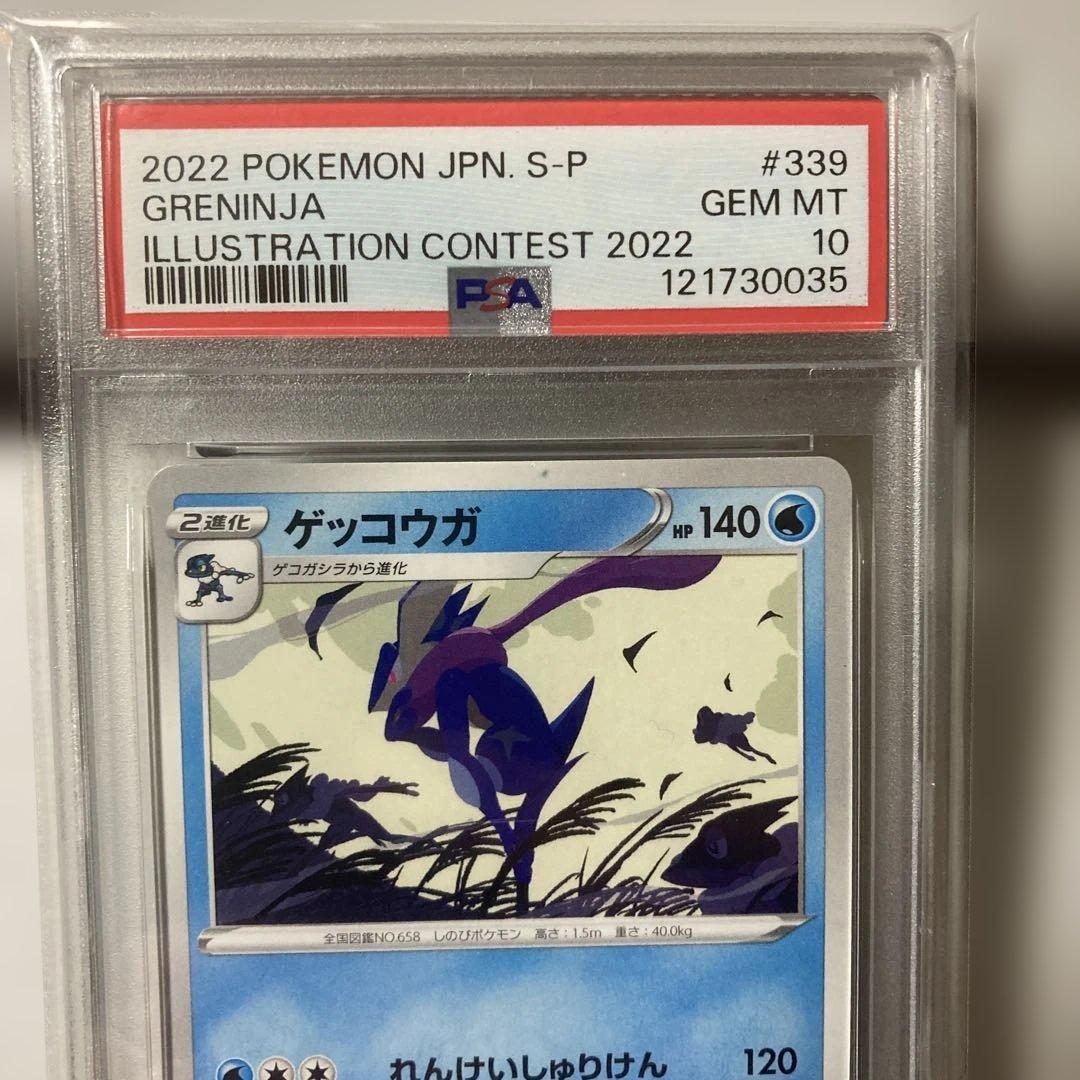 2022 POKEMON JPN. S-P #339
GRENINJA GEM MT
ILLUSTRATION CONTEST 2022 10
PSA 121730035
2進化 ゲッコウガ HP 140
ゲコガシラから進化
全国図鑑NO.658 しのびポケモン 高さ:1.5m 重さ:40.0kg
れんけいしゅりけん 120